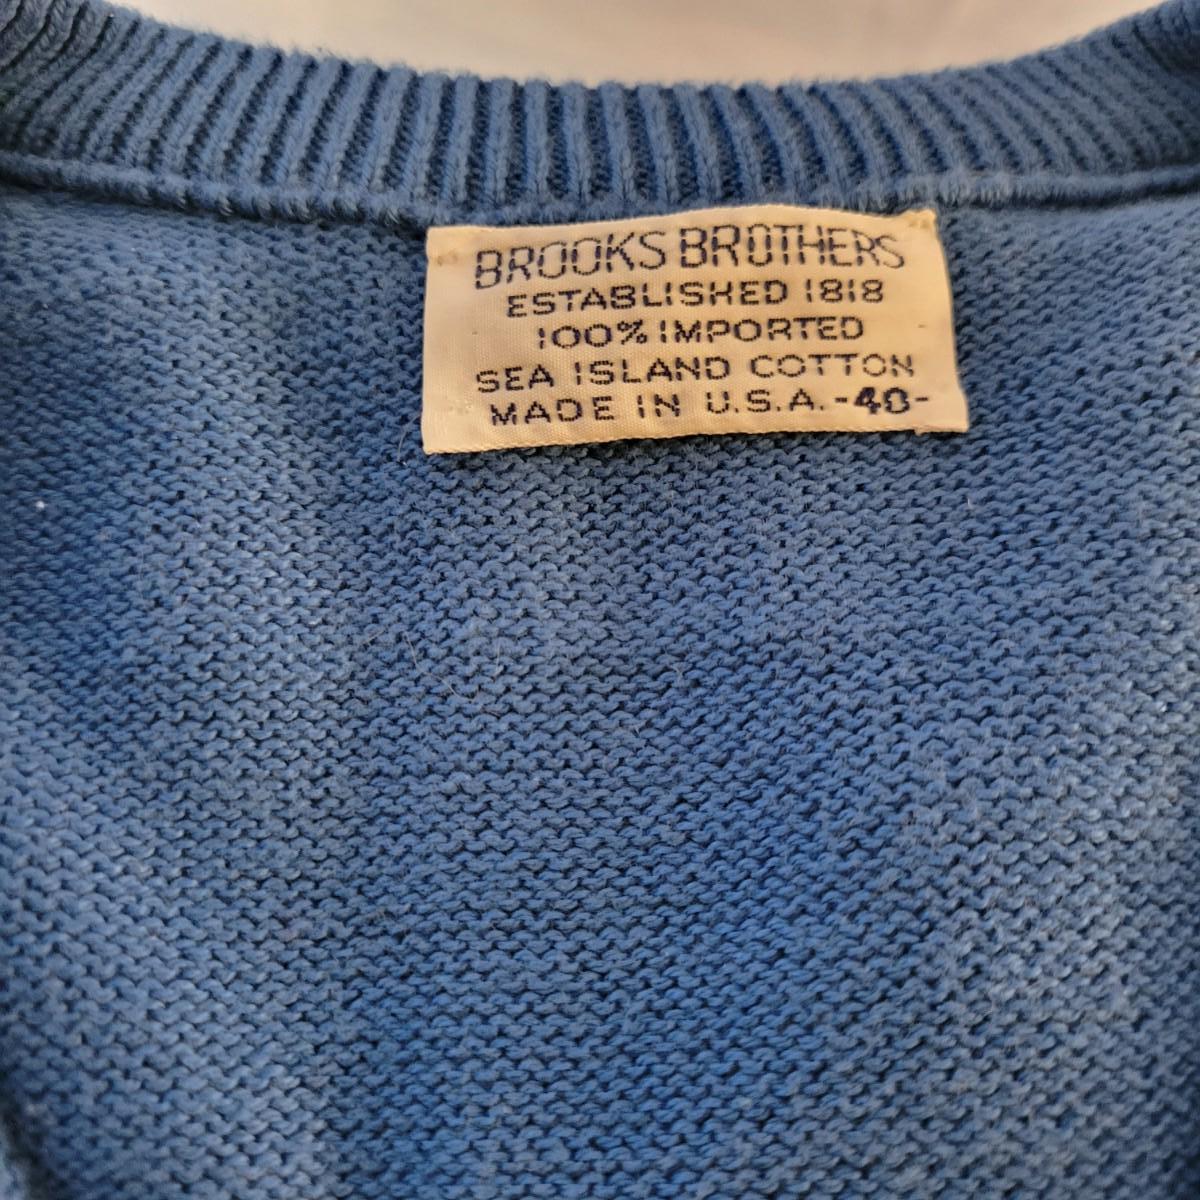 BROOKS BROTHERS
ESTABLISHED 1818
100% IMPORTED
SEA ISLAND COTTON
MADE IN U.S.A. -40-